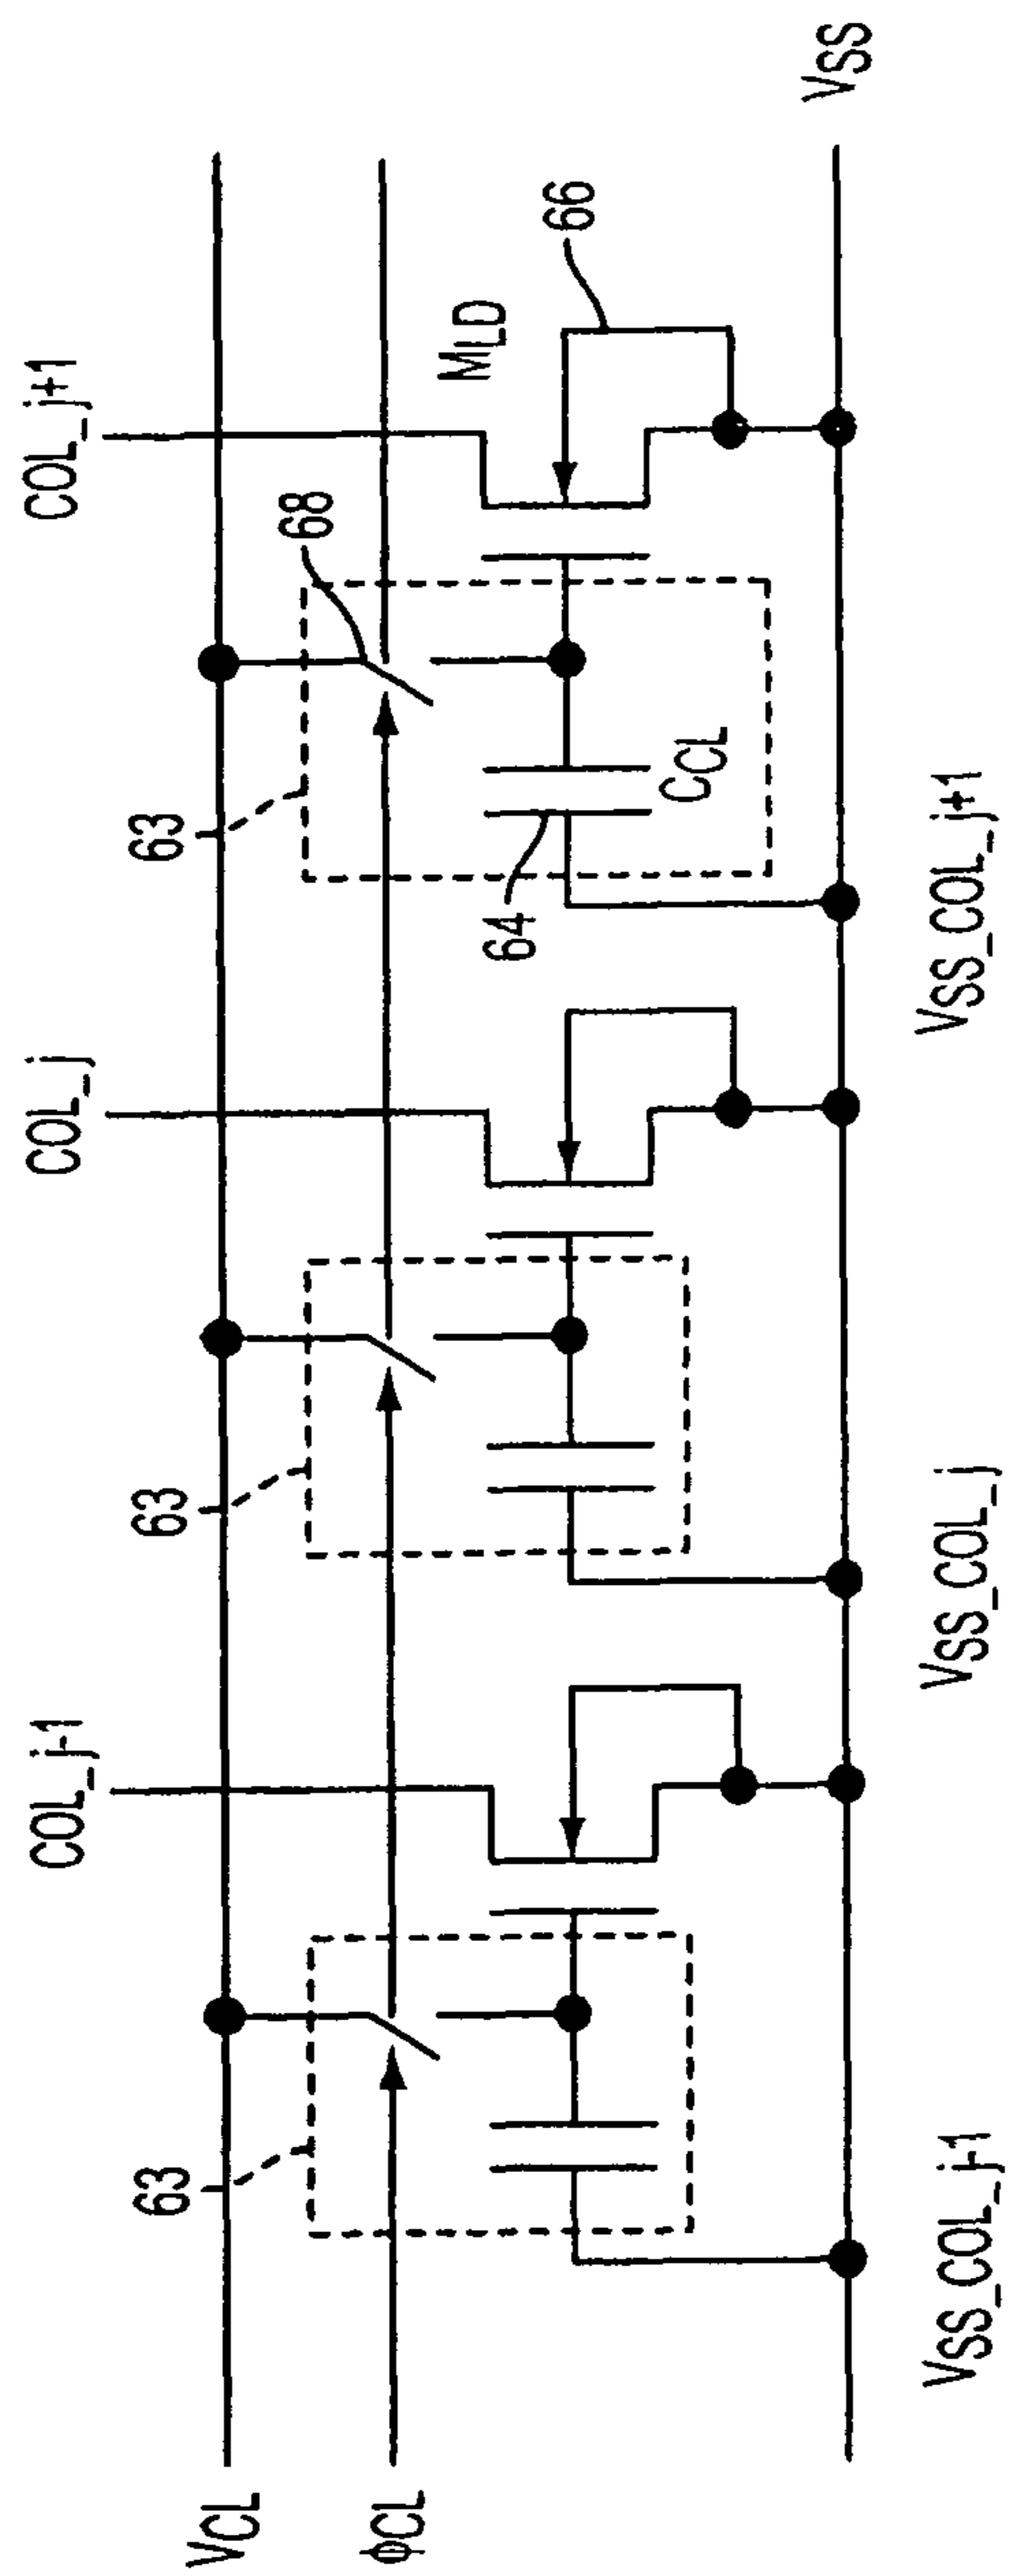 COL_j-1
COL_j
COL_j+1
VCL
63
63
63
68
ϕCL
MLD
66
64
CCL
VSS
VSS_COL_j-1
VSS_COL_j
VSS_COL_j+1